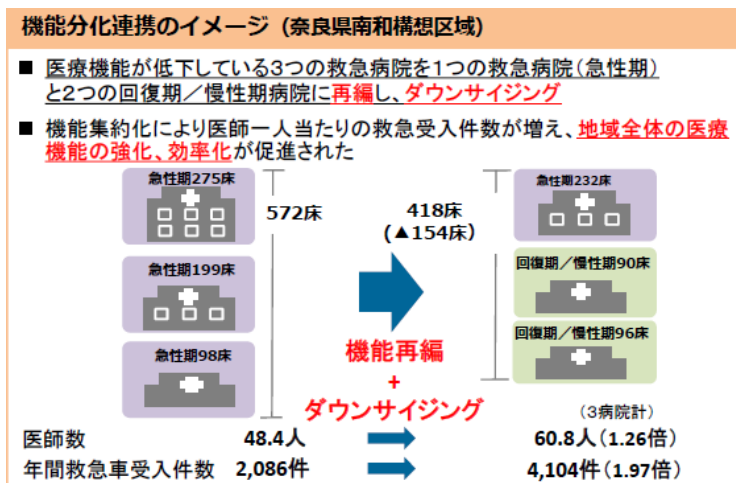 機能分化連携のイメージ (奈良県南和構想区域)
■ 医療機能が低下している3つの救急病院を1つの救急病院(急性期)
と2つの回復期/慢性期病院に再編し、ダウンサイジング
■ 機能集約化により医師一人当たりの救急受入件数が増え、地域全体の医療
機能の強化、効率化が促進された
急性期275床
572床
急性期199床
急性期98床
418床
(▲154床)
機能再編
+
ダウンサイジング
急性期232床
回復期/慢性期90床
回復期/慢性期96床
(3病院計)
医師数 48.4人 60.8人(1.26倍)
年間救急車受入件数 2,086件 4,104件(1.97倍)